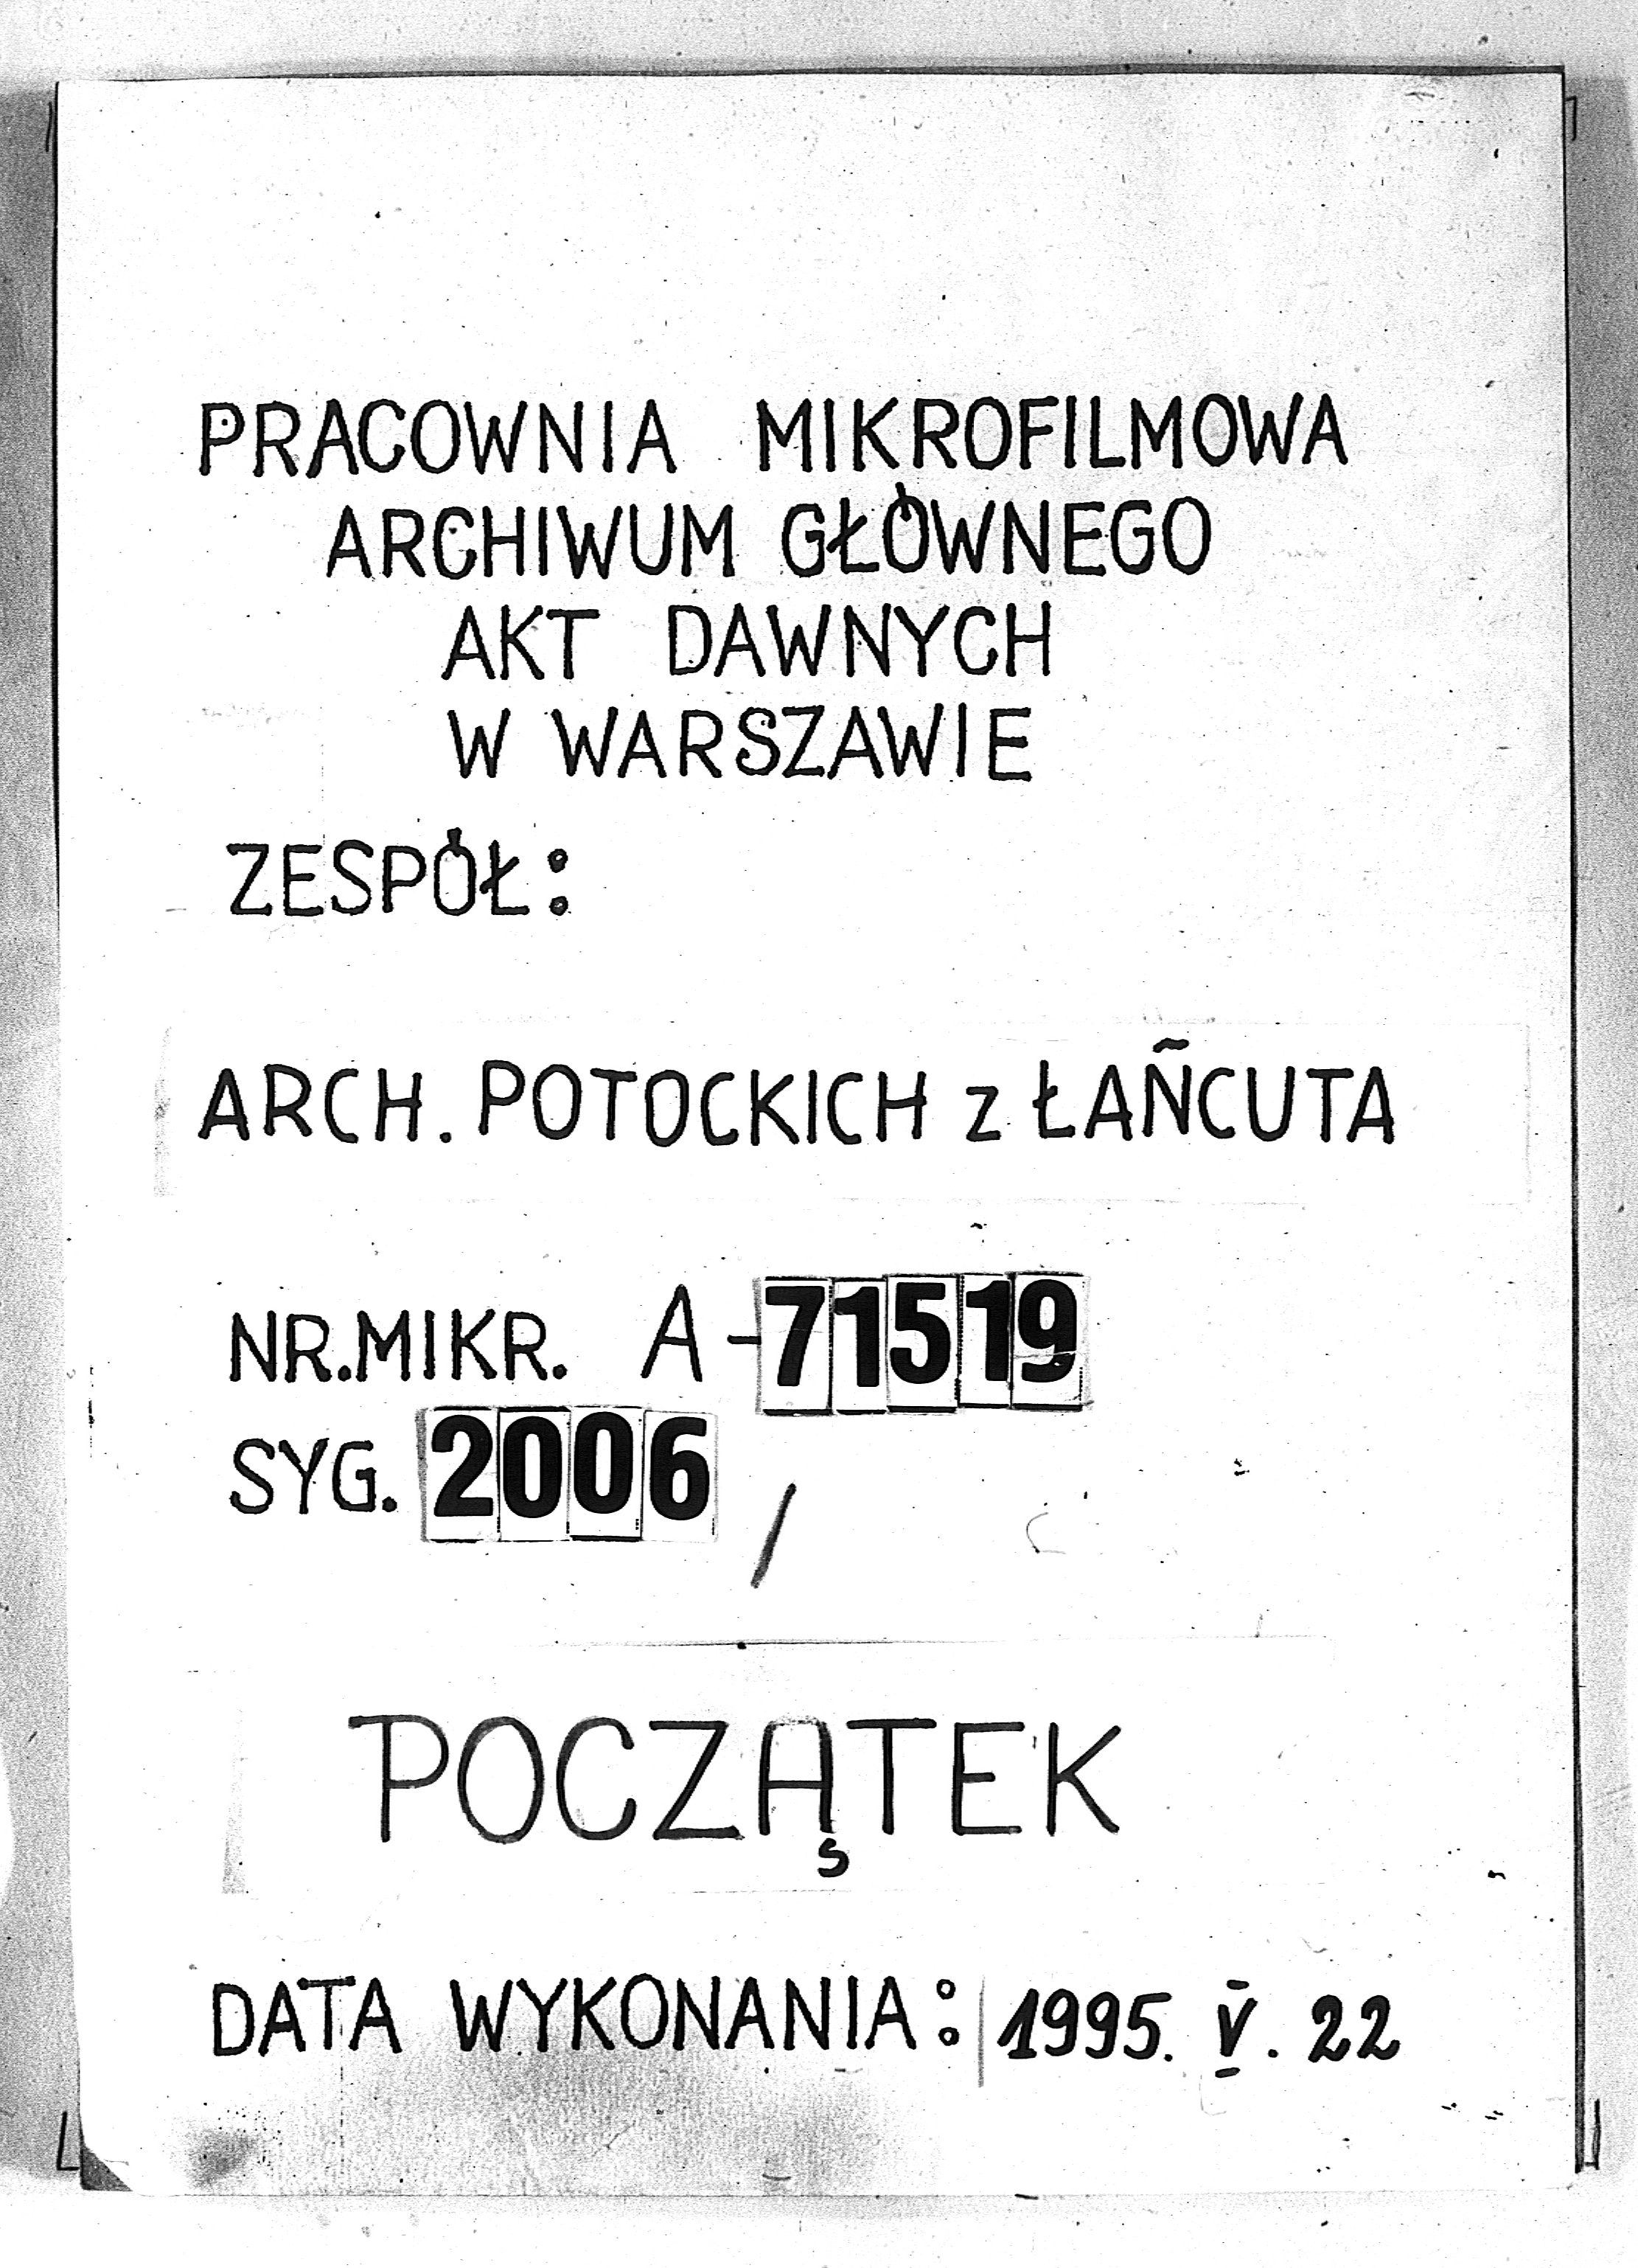 PRACOWNIA MIKROFILMOWA
ARCHIWUM GŁÓWNEGO
AKT DAWNYCH
W WARSZAWIE
ZESPÓŁ:
ARCH. POTOCKICH z ŁAŃCUTA
NR.MIKR. A-71519
SYG. 2006 /
POCZĄTEK
DATA WYKONANIA: 1995. V. 22